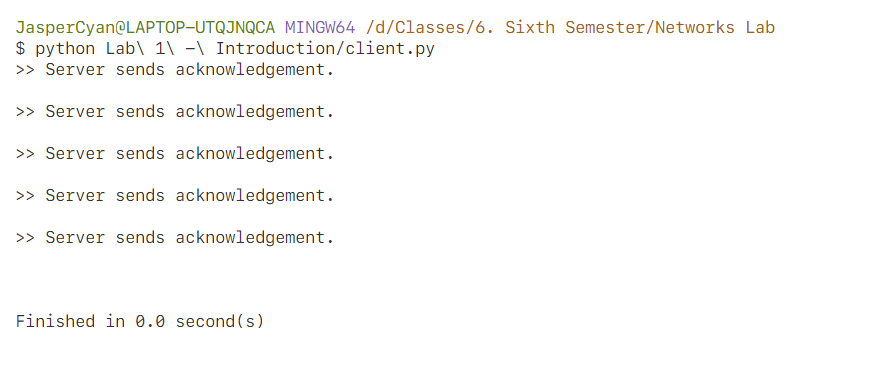 JasperCyan@LAPTOP-UTQJNQCA MINGW64 /d/Classes/6. Sixth Semester/Networks Lab
$ python Lab\ 1\ -\ Introduction/client.py
>> Server sends acknowledgement.
>> Server sends acknowledgement.
>> Server sends acknowledgement.
>> Server sends acknowledgement.
>> Server sends acknowledgement.
Finished in 0.0 second(s)